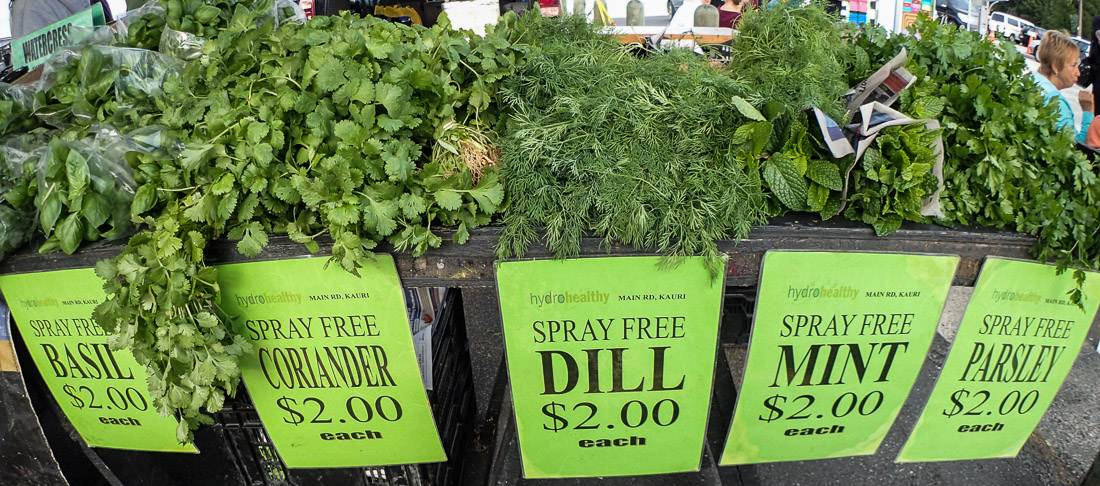 WATERCRESS
hydrohealthy MAIN RD, KAURI
SPRAY FREE
BASIL
$2.00
each
hydrohealthy MAIN RD, KAURI
SPRAY FREE
CORIANDER
$2.00
each
hydrohealthy MAIN RD, KAURI
SPRAY FREE
DILL
$2.00
each
hydrohealthy MAIN RD, KAURI
SPRAY FREE
MINT
$2.00
each
hydrohealthy MAIN RD, KAURI
SPRAY FREE
PARSLEY
$2.00
each